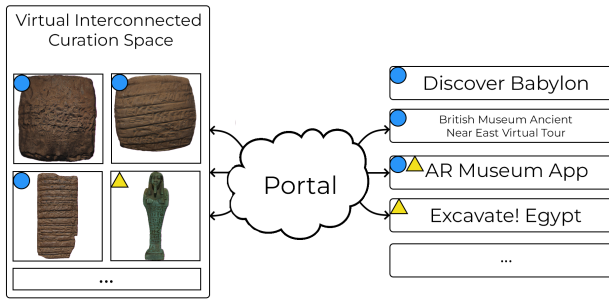 Virtual Interconnected
Curation Space
...
Portal
Discover Babylon
British Museum Ancient
Near East Virtual Tour
AR Museum App
Excavate! Egypt
...